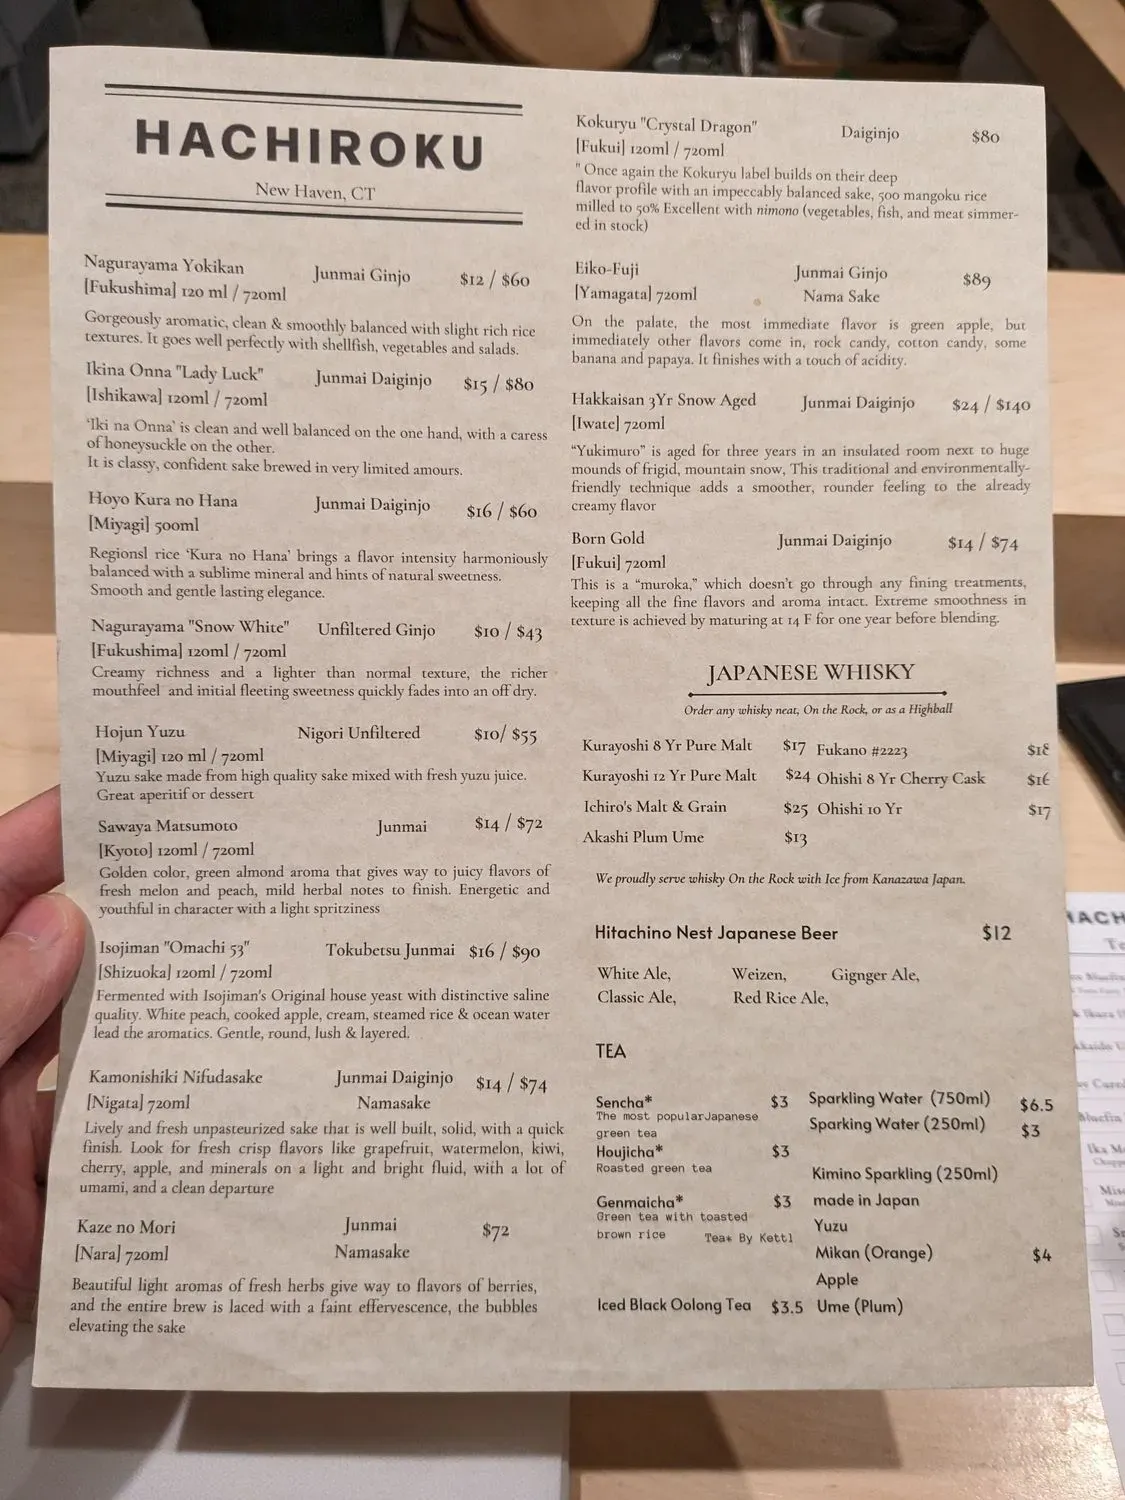 HACHIROKU
New Haven, CT
Nagurayama Yokikan Junmai Ginjo $12 / $60
[Fukushima] 120 ml / 720ml
Gorgeously aromatic, clean & smoothly balanced with slight rich rice
textures. It goes well perfectly with shellfish, vegetables and salads.
Ikina Onna "Lady Luck" Junmai Daiginjo $15 / $80
[Ishikawa] 120ml / 720ml
'Iki na Onna' is clean and well balanced on the one hand, with a caress
of honeysuckle on the other.
It is classy, confident sake brewed in very limited amours.
Hoyo Kura no Hana Junmai Daiginjo $16 / $60
[Miyagi] 500ml
Regionsl rice 'Kura no Hana' brings a flavor intensity harmoniously
balanced with a sublime mineral and hints of natural sweetness.
Smooth and gentle lasting elegance.
Nagurayama "Snow White" Unfiltered Ginjo $10 / $43
[Fukushima] 120ml / 720ml
Creamy richness and a lighter than normal texture, the richer
mouthfeel and initial fleeting sweetness quickly fades into an off dry.
Hojun Yuzu Nigori Unfiltered $10/ $55
[Miyagi] 120 ml / 720ml
Yuzu sake made from high quality sake mixed with fresh yuzu juice.
Great aperitif or dessert
Sawaya Matsumoto Junmai $14 / $72
[Kyoto] 120ml / 720ml
Golden color, green almond aroma that gives way to juicy flavors of
fresh melon and peach, mild herbal notes to finish. Energetic and
youthful in character with a light spritziness
Isojiman "Omachi 53" Tokubetsu Junmai $16 / $90
[Shizuoka] 120ml / 720ml
Fermented with Isojiman's Original house yeast with distinctive saline
quality. White peach, cooked apple, cream, steamed rice & ocean water
lead the aromatics. Gentle, round, lush & layered.
Kamonishiki Nifudasake Junmai Daiginjo $14 / $74
[Nigata] 720ml Namasake
Lively and fresh unpasteurized sake that is well built, solid, with a quick
finish. Look for fresh crisp flavors like grapefruit, watermelon, kiwi,
cherry, apple, and minerals on a light and bright fluid, with a lot of
umami, and a clean departure
Kaze no Mori Junmai $72
[Nara] 720ml Namasake
Beautiful light aromas of fresh herbs give way to flavors of berries,
and the entire brew is laced with a faint effervescence, the bubbles
elevating the sake
Kokuryu "Crystal Dragon" Daiginjo $80
[Fukui] 120ml / 720ml
" Once again the Kokuryu label builds on their deep
flavor profile with an impeccably balanced sake, 500 mangoku rice
milled to 50% Excellent with nimono (vegetables, fish, and meat simmer-
ed in stock)
Eiko-Fuji Junmai Ginjo $89
[Yamagata] 720ml Nama Sake
On the palate, the most immediate flavor is green apple, but
immediately other flavors come in, rock candy, cotton candy, some
banana and papaya. It finishes with a touch of acidity.
Hakkaisan 3Yr Snow Aged Junmai Daiginjo $24 / $140
[Iwate] 720ml
"Yukimuro" is aged for three years in an insulated room next to huge
mounds of frigid, mountain snow, This traditional and environmentally-
friendly technique adds a smoother, rounder feeling to the already
creamy flavor
Born Gold Junmai Daiginjo $14 / $74
[Fukui] 720ml
This is a "muroka," which doesn't go through any fining treatments,
keeping all the fine flavors and aroma intact. Extreme smoothness in
texture is achieved by maturing at 14 F for one year before blending.
JAPANESE WHISKY
Order any whisky neat, On the Rock, or as a Highball
Kurayoshi 8 Yr Pure Malt $17 Fukano #2223 $18
Kurayoshi 12 Yr Pure Malt $24 Ohishi 8 Yr Cherry Cask $16
Ichiro's Malt & Grain $25 Ohishi 10 Yr $17
Akashi Plum Ume $13
We proudly serve whisky On the Rock with Ice from Kanazawa Japan.
Hitachino Nest Japanese Beer $12
White Ale, Weizen, Gignger Ale,
Classic Ale, Red Rice Ale,
TEA
Sencha* $3
The most popularJapanese
green tea
Houjicha* $3
Roasted green tea
Genmaicha* $3
Green tea with toasted
brown rice Tea* By Kettl
Iced Black Oolong Tea $3.5
Sparkling Water (750ml) $6.5
Sparking Water (250ml) $3
Kimino Sparkling (250ml)
made in Japan
Yuzu
Mikan (Orange) $4
Apple
Ume (Plum)